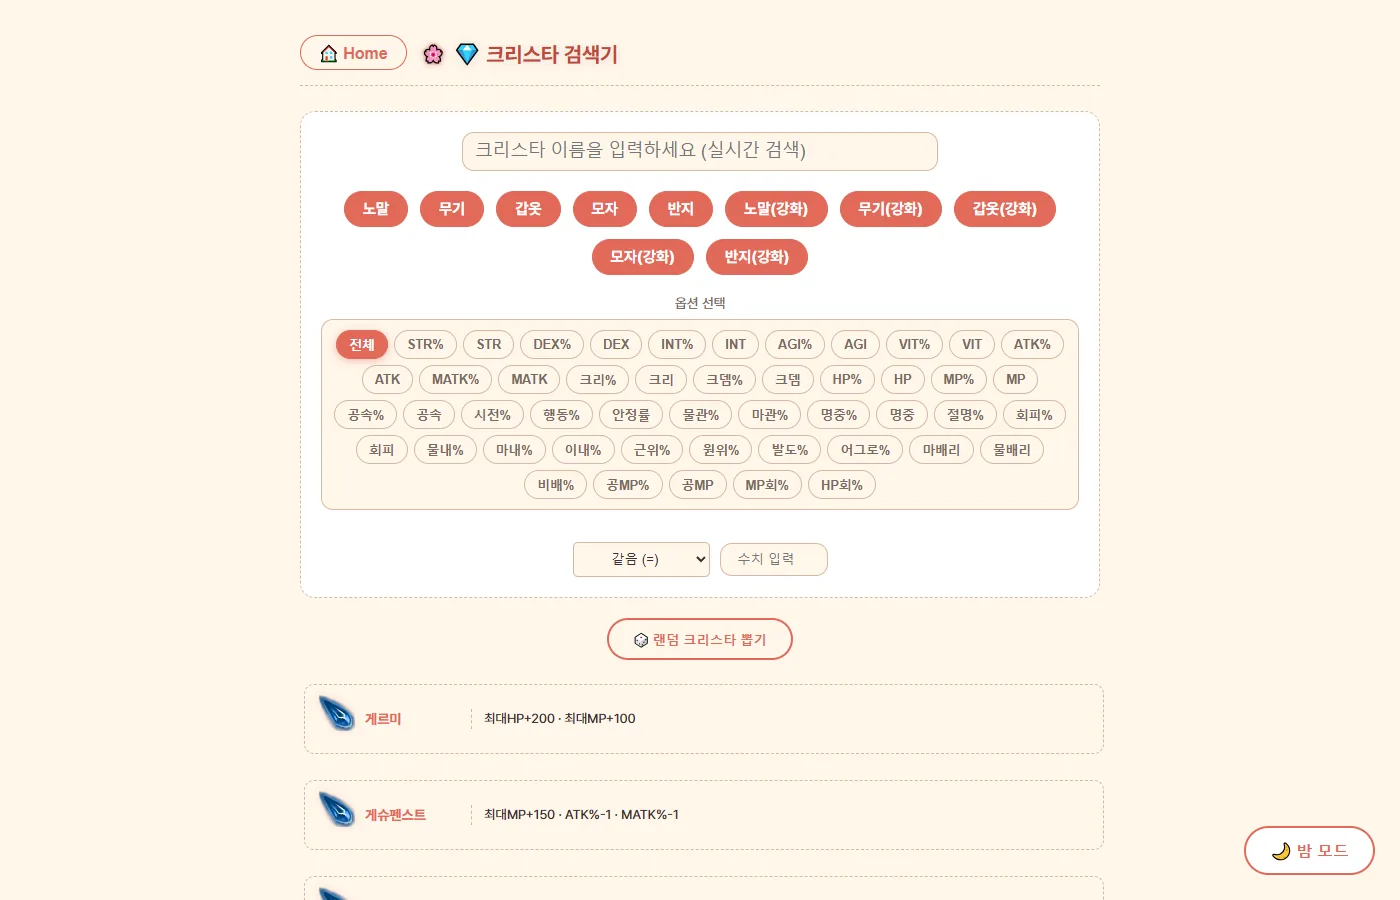 Home 크리스타 검색기
크리스타 이름을 입력하세요 (실시간 검색)
노말 무기 갑옷 모자 반지 노말(강화) 무기(강화) 갑옷(강화)
모자(강화) 반지(강화)
옵션 선택
전체 STR% STR DEX% DEX INT% INT AGI% AGI VIT% VIT ATK%
ATK MATK% MATK 크리% 크리 크뎀% 크뎀 HP% HP MP% MP
공속% 공속 시전% 행동% 안정률 물관% 마관% 명중% 명중 절명% 회피%
회피 물내% 마내% 이내% 근위% 원위% 발도% 어그로% 마배리 물배리
비배% 공MP% 공MP MP회% HP회%
같음 (=) 수치 입력
랜덤 크리스타 뽑기
게르미 최대HP+200 · 최대MP+100
게슈펜스트 최대MP+150 · ATK%-1 · MATK%-1
밤 모드